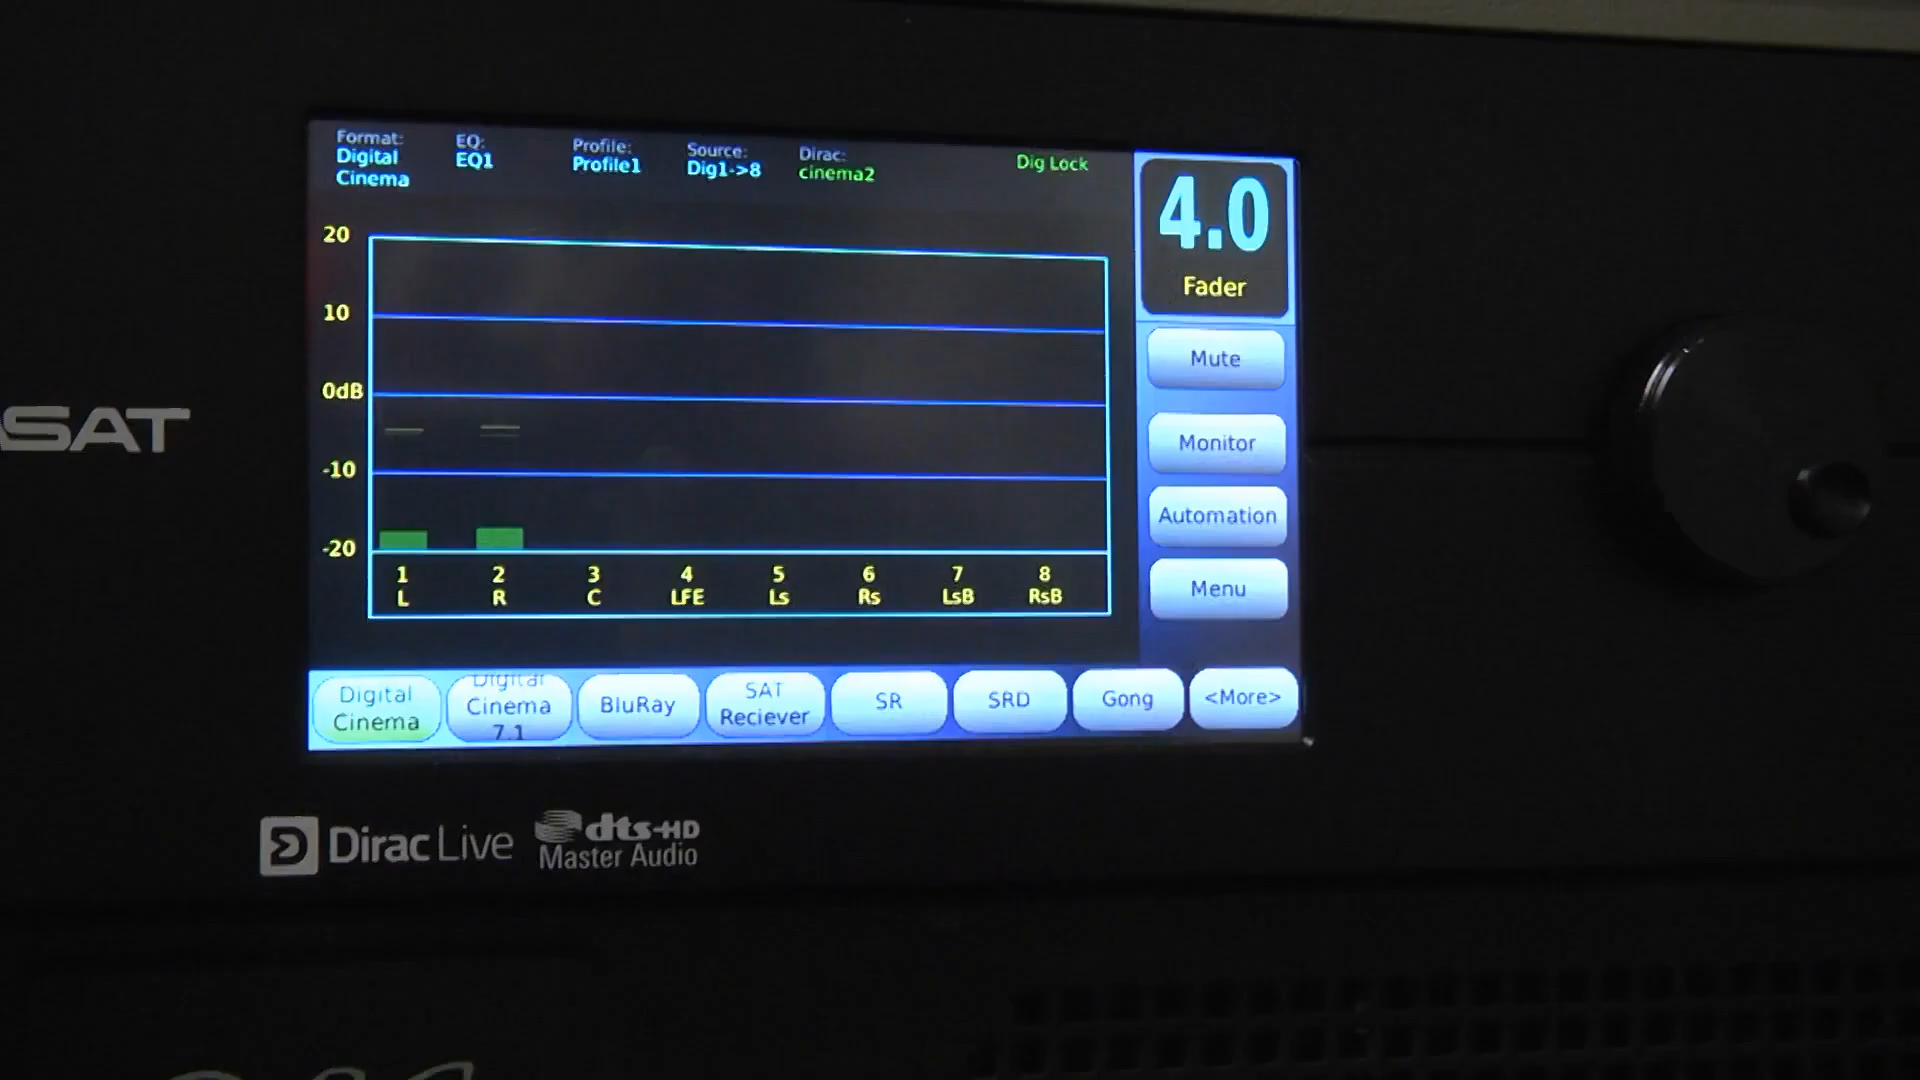 Format: EQ: Profile: Source: Dirac:
Digital Cinema EQ1 Profile1 Dig1->8 cinema2 Dig Lock
4.0
Fader
20
10
0dB
-10
-20
1 2 3 4 5 6 7 8
L R C LFE Ls Rs LsB RsB
Mute
Monitor
Automation
Menu
Digital
Cinema
Digital
Cinema
7.1
BluRay
SAT
Reciever
SR
SRD
Gong
<More>
SAT
Dirac Live
dts-HD
Master Audio